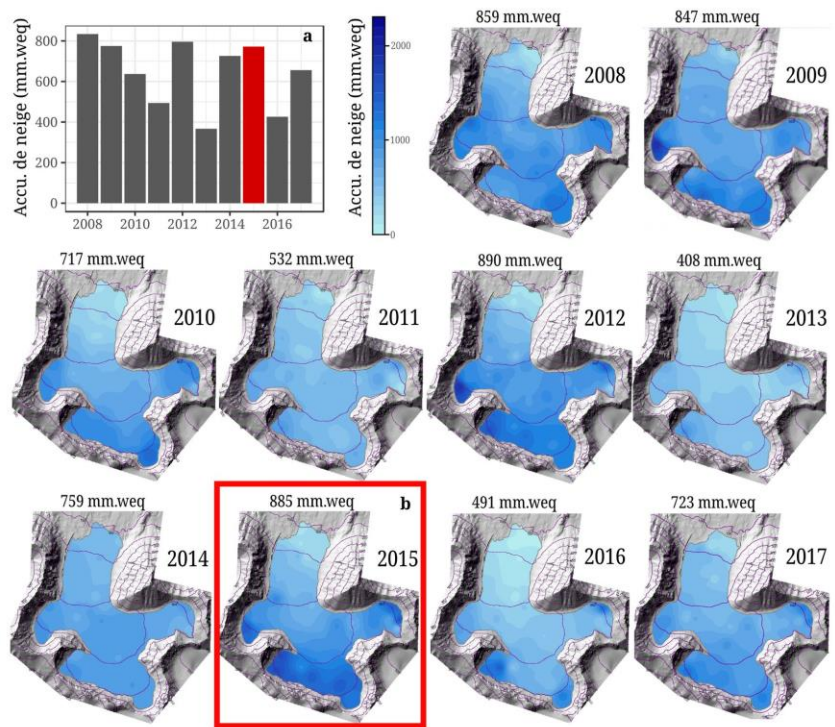 a
Accu. de neige (mm.weq)
800
600
400
200
0
2008
2010
2012
2014
2016
Accu. de neige (mm.weq)
2000
1000
0
859 mm.weq
2008
847 mm.weq
2009
717 mm.weq
2010
532 mm.weq
2011
890 mm.weq
2012
408 mm.weq
2013
759 mm.weq
2014
885 mm.weq
b
2015
491 mm.weq
2016
723 mm.weq
2017